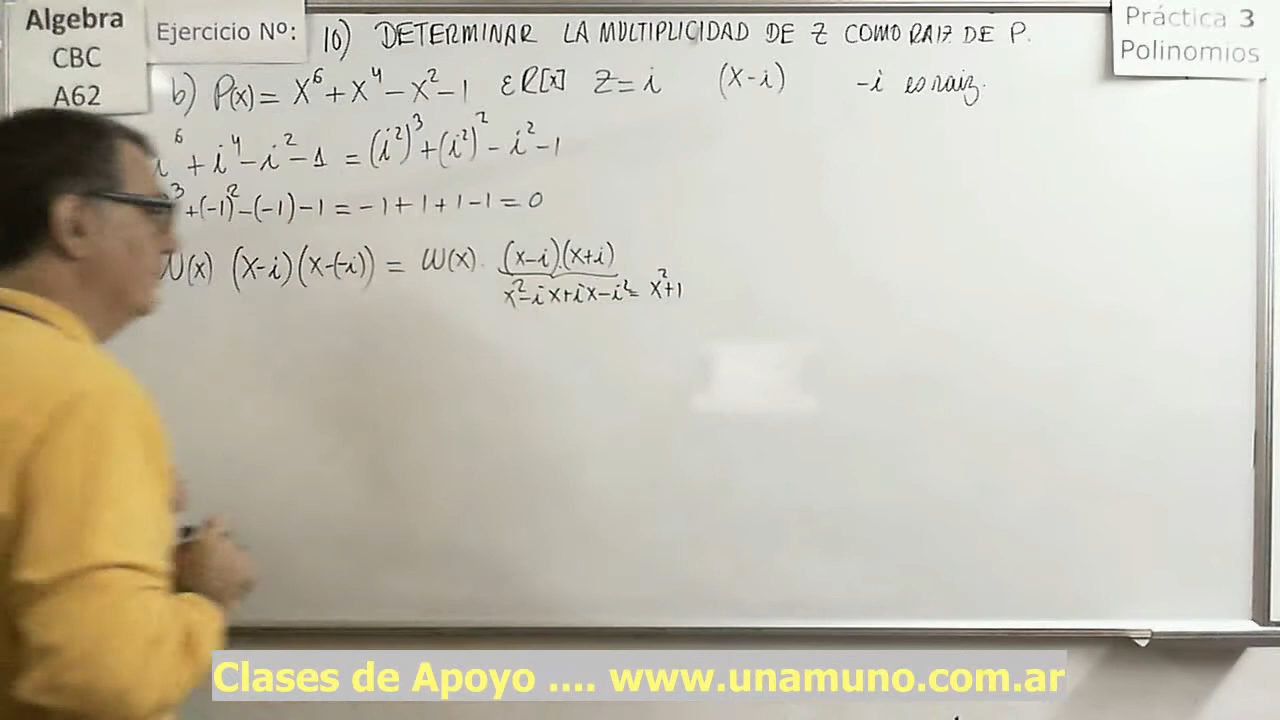 Algebra
CBC
A62
Ejercicio Nº:
Práctica 3
Polinomios
10) DETERMINAR LA MULTIPLICIDAD DE Z COMO RAIZ DE P.
b) P(x) = X⁶ + X⁴ - X² - 1 ε R[x] Z = i (X-i) -i es raiz.
i⁶ + i⁴ - i² - 1 = (i²)³ + (i²)² - i² - 1
³ + (-1)² - (-1) - 1 = -1 + 1 + 1 - 1 = 0
(x) (X-i)(X-(-i)) = W(x) . (X-i).(X+i)
X² - iX + iX - i² = X² + 1
Clases de Apoyo .... www.unamuno.com.ar